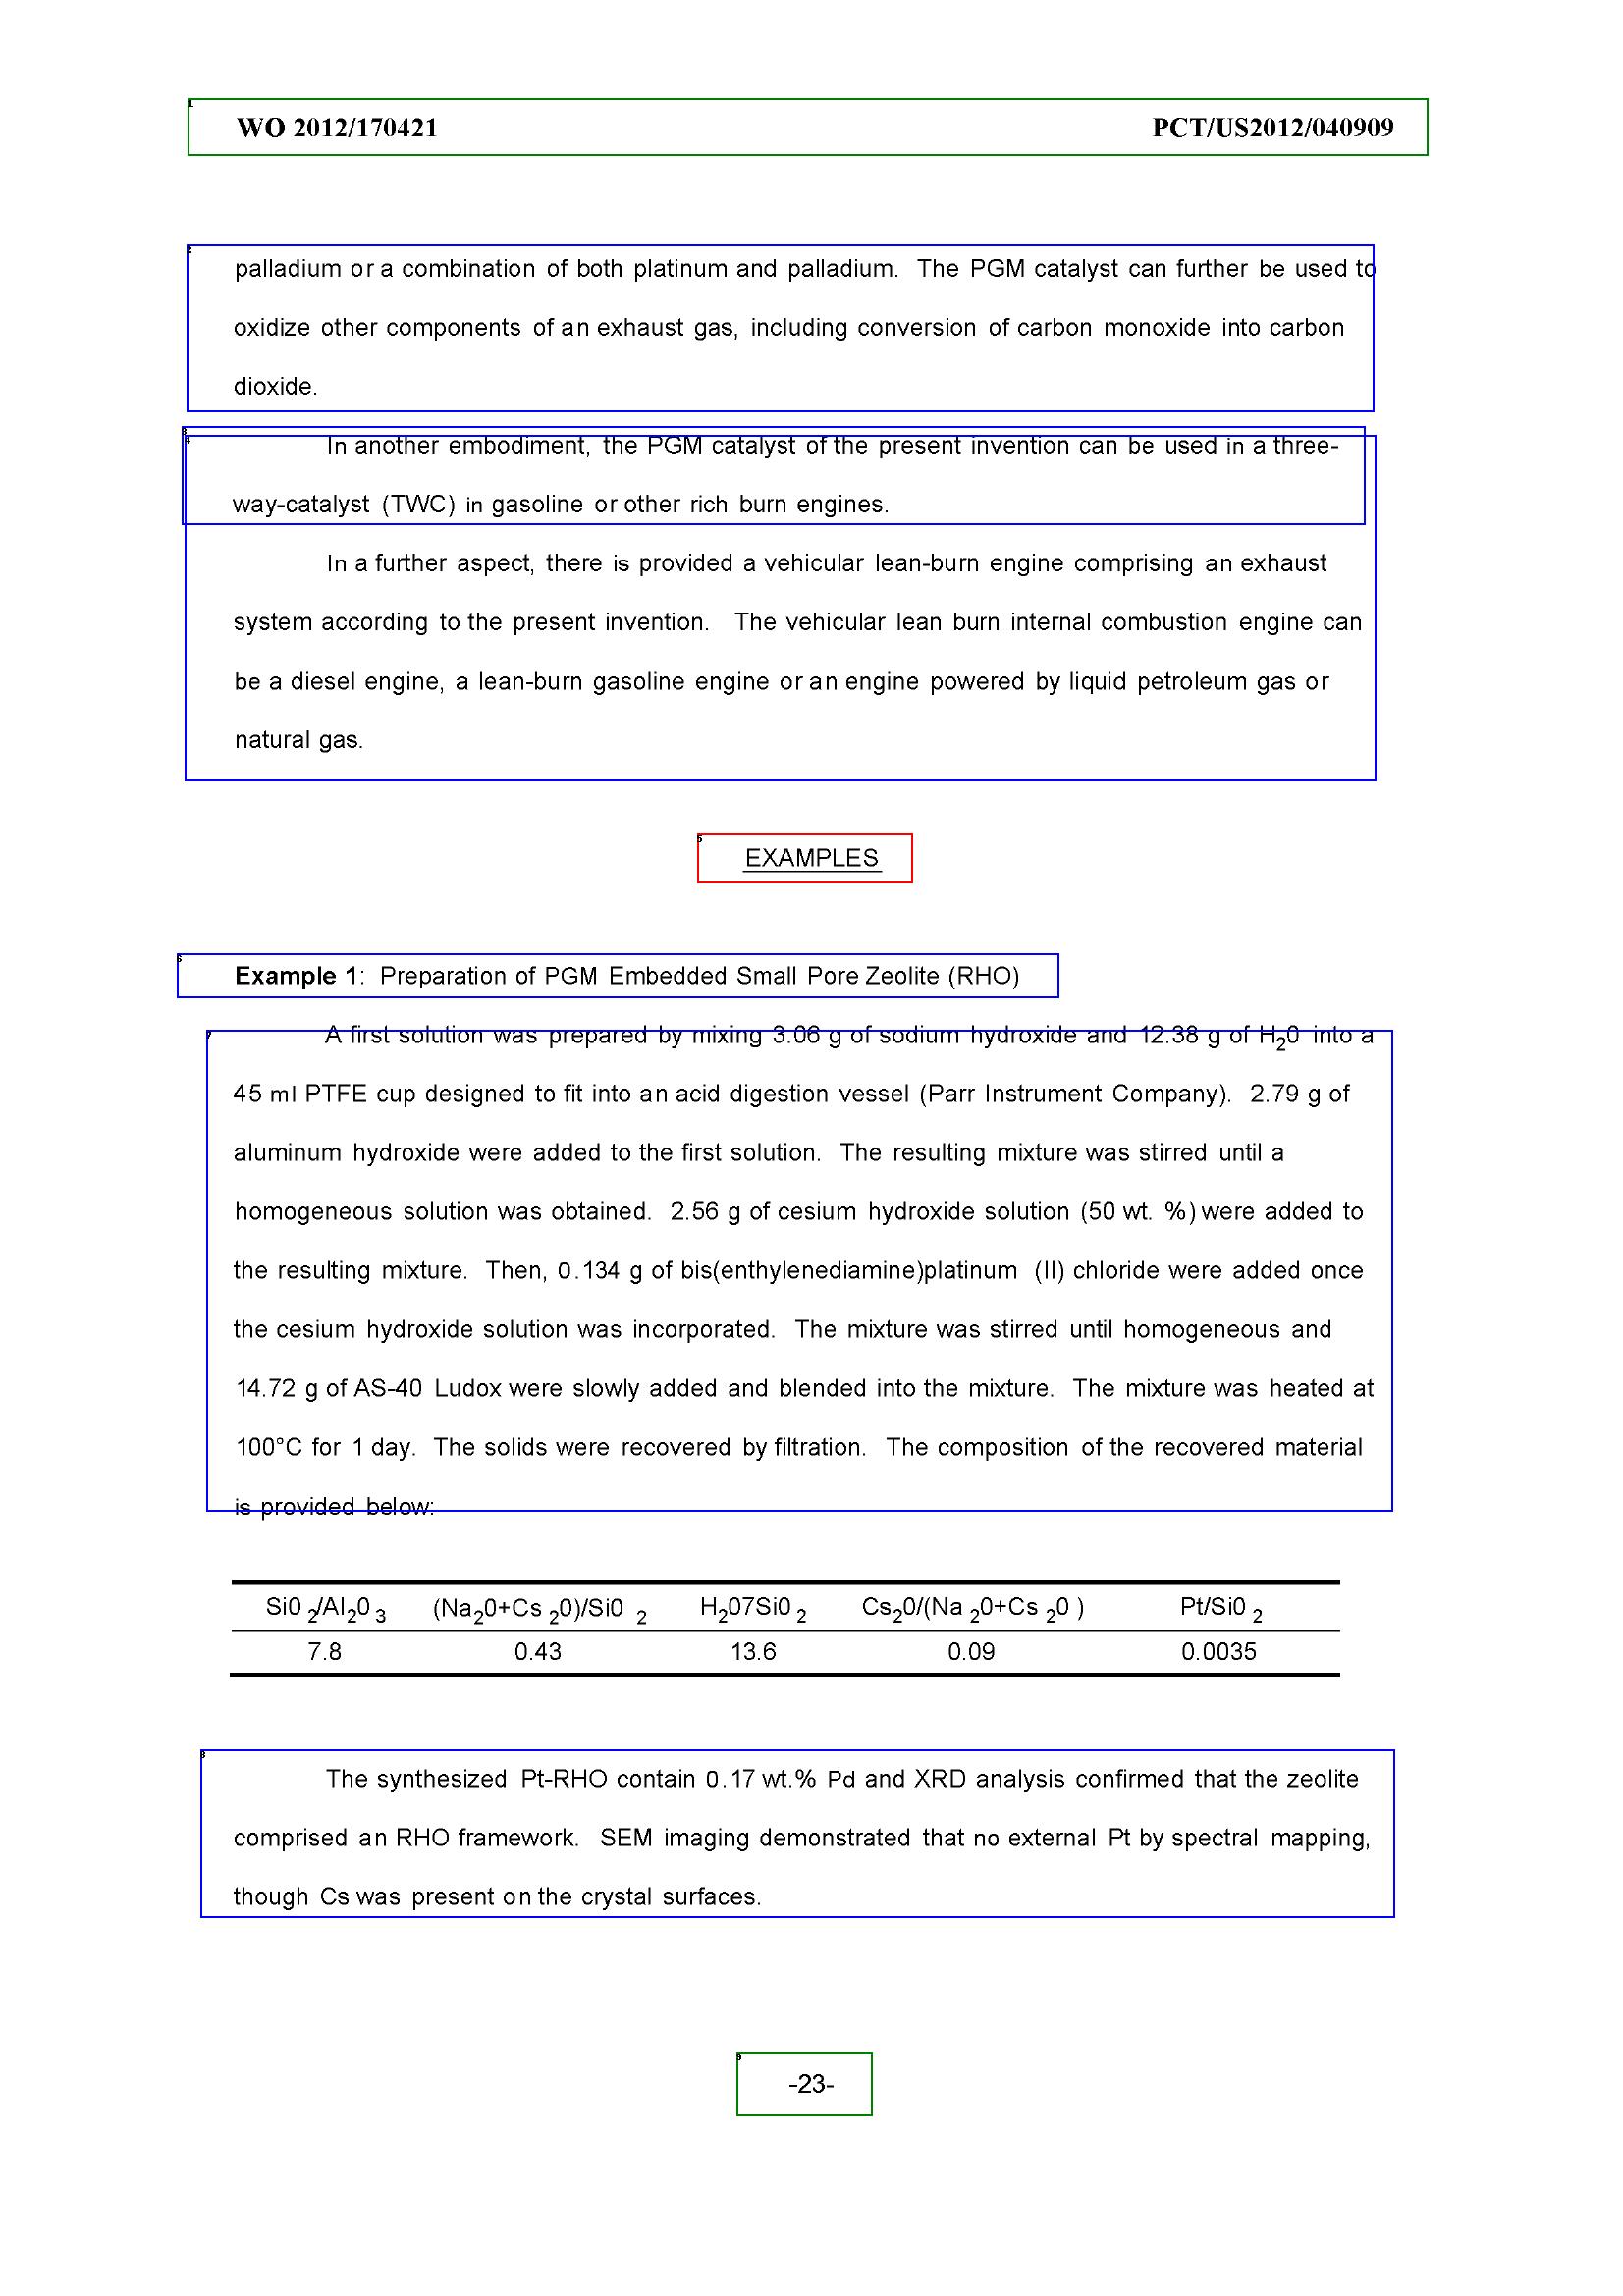 WO 2012/170421 PCT/US2012/040909
palladium or a combination of both platinum and palladium. The PGM catalyst can further be used to
oxidize other components of an exhaust gas, including conversion of carbon monoxide into carbon
dioxide.
In another embodiment, the PGM catalyst of the present invention can be used in a three-
way-catalyst (TWC) in gasoline or other rich burn engines.
In a further aspect, there is provided a vehicular lean-burn engine comprising an exhaust
system according to the present invention. The vehicular lean burn internal combustion engine can
be a diesel engine, a lean-burn gasoline engine or an engine powered by liquid petroleum gas or
natural gas.
EXAMPLES
Example 1: Preparation of PGM Embedded Small Pore Zeolite (RHO)
A first solution was prepared by mixing 3.06 g of sodium hydroxide and 12.38 g of H₂0 into a
45 ml PTFE cup designed to fit into an acid digestion vessel (Parr Instrument Company). 2.79 g of
aluminum hydroxide were added to the first solution. The resulting mixture was stirred until a
homogeneous solution was obtained. 2.56 g of cesium hydroxide solution (50 wt. %) were added to
the resulting mixture. Then, 0.134 g of bis(enthylenediamine)platinum (II) chloride were added once
the cesium hydroxide solution was incorporated. The mixture was stirred until homogeneous and
14.72 g of AS-40 Ludox were slowly added and blended into the mixture. The mixture was heated at
100°C for 1 day. The solids were recovered by filtration. The composition of the recovered material
is provided below:
Si0₂/Al₂0₃ (Na₂0+Cs₂0)/Si0₂ H₂07Si0₂ Cs₂0/(Na₂0+Cs₂0) Pt/Si0₂
7.8 0.43 13.6 0.09 0.0035
The synthesized Pt-RHO contain 0.17 wt.% Pd and XRD analysis confirmed that the zeolite
comprised an RHO framework. SEM imaging demonstrated that no external Pt by spectral mapping,
though Cs was present on the crystal surfaces.
-23-